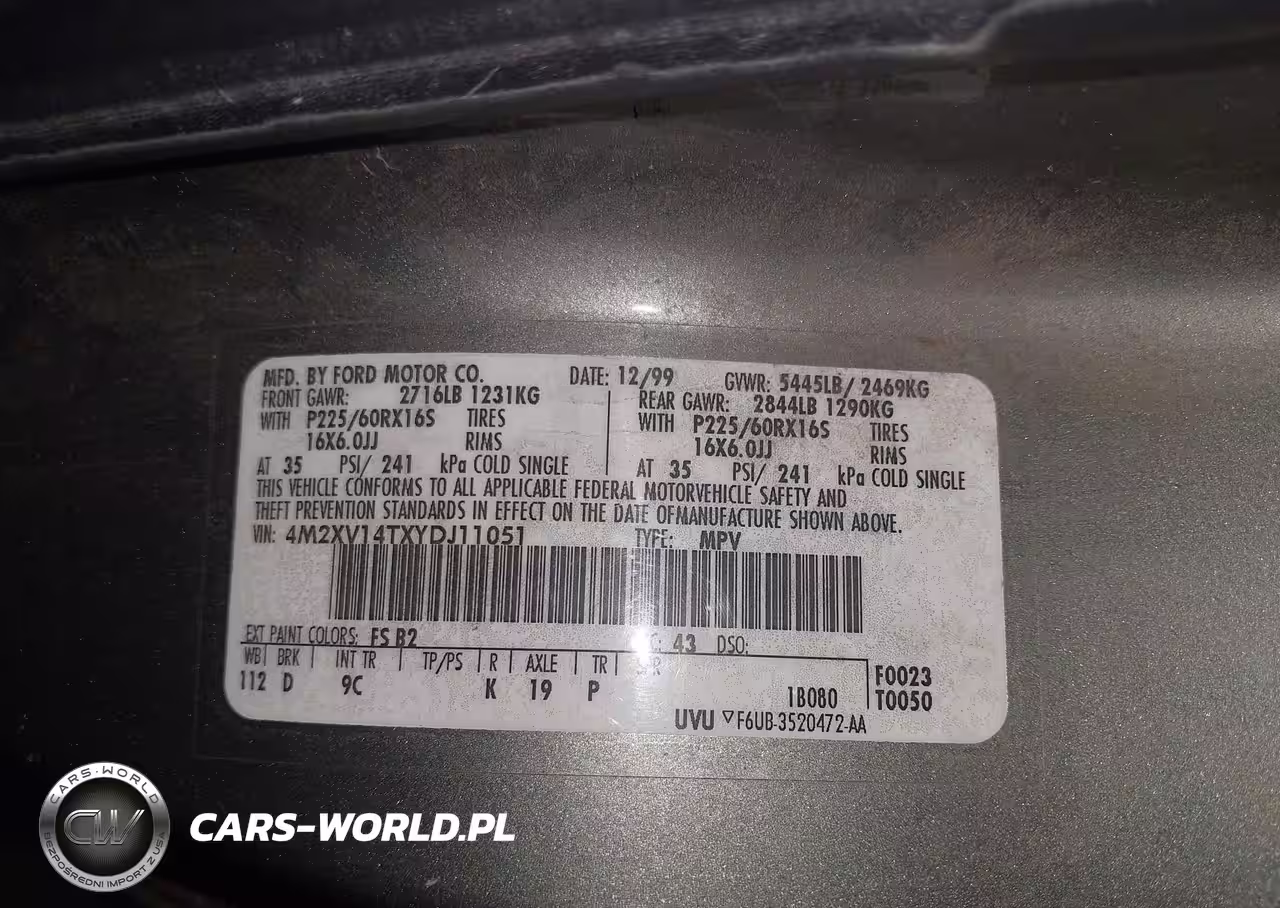 MFD. BY FORD MOTOR CO. DATE: 12/99 GVWR: 5445LB/ 2469KG
FRONT GAWR: 2716LB 1231KG REAR GAWR: 2844LB 1290KG
WITH P225/60RX16S TIRES WITH P225/60RX16S TIRES
16X6.0JJ RIMS 16X6.0JJ RIMS
AT 35 PSI/ 241 kPa COLD SINGLE AT 35 PSI/ 241 kPa COLD SINGLE
THIS VEHICLE CONFORMS TO ALL APPLICABLE FEDERAL MOTORVEHICLE SAFETY AND
THEFT PREVENTION STANDARDS IN EFFECT ON THE DATE OFMANUFACTURE SHOWN ABOVE.
VIN: 4M2XV14TXYDJ11051 TYPE: MPV
EXT PAINT COLORS: FS B2 43 DSO:
WB BRK INT TR TP/PS R AXLE TR
112 D 9C K 19 P
F0023
1B080 T0050
UVU F6UB-3520472-AA
CARS-WORLD
CW
BEZPOŚREDNI IMPORT Z USA
CARS-WORLD.PL